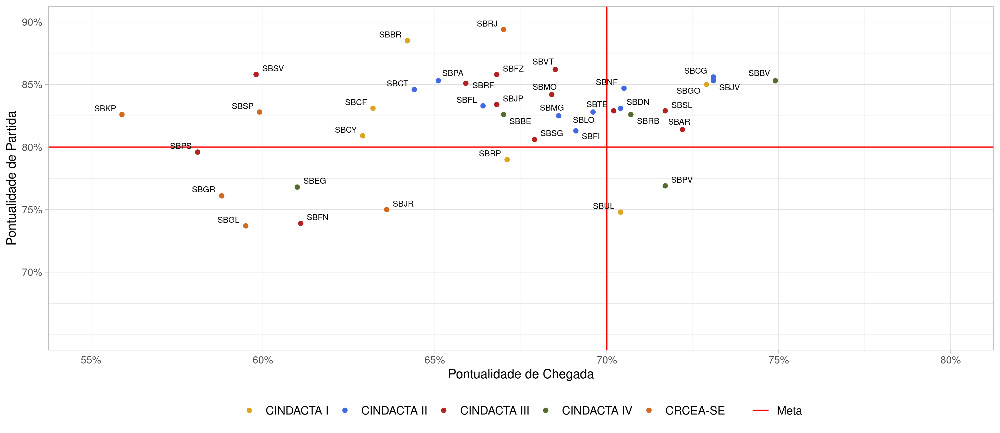 90%
85%
80%
75%
70%
Pontualidade de Partida
SBRJ
SBBR
SBVT
SBSV
SBFZ
SBCG
SBPA
SBBV
SBCT
SBRF
SBNF
SBMO
SBJV
SBGO
SBFL
SBJP
SBCF
SBSP
SBKP
SBMG
SBTE
SBDN
SBSL
SBBE
SBLO
SBRB
SBAR
SBCY
SBSG
SBFI
SBPS
SBRP
SBEG
SBPV
SBGR
SBJR
SBUL
SBGL
SBFN
55% 60% 65% 70% 75% 80%
Pontualidade de Chegada
CINDACTA I CINDACTA II CINDACTA III CINDACTA IV CRCEA-SE Meta